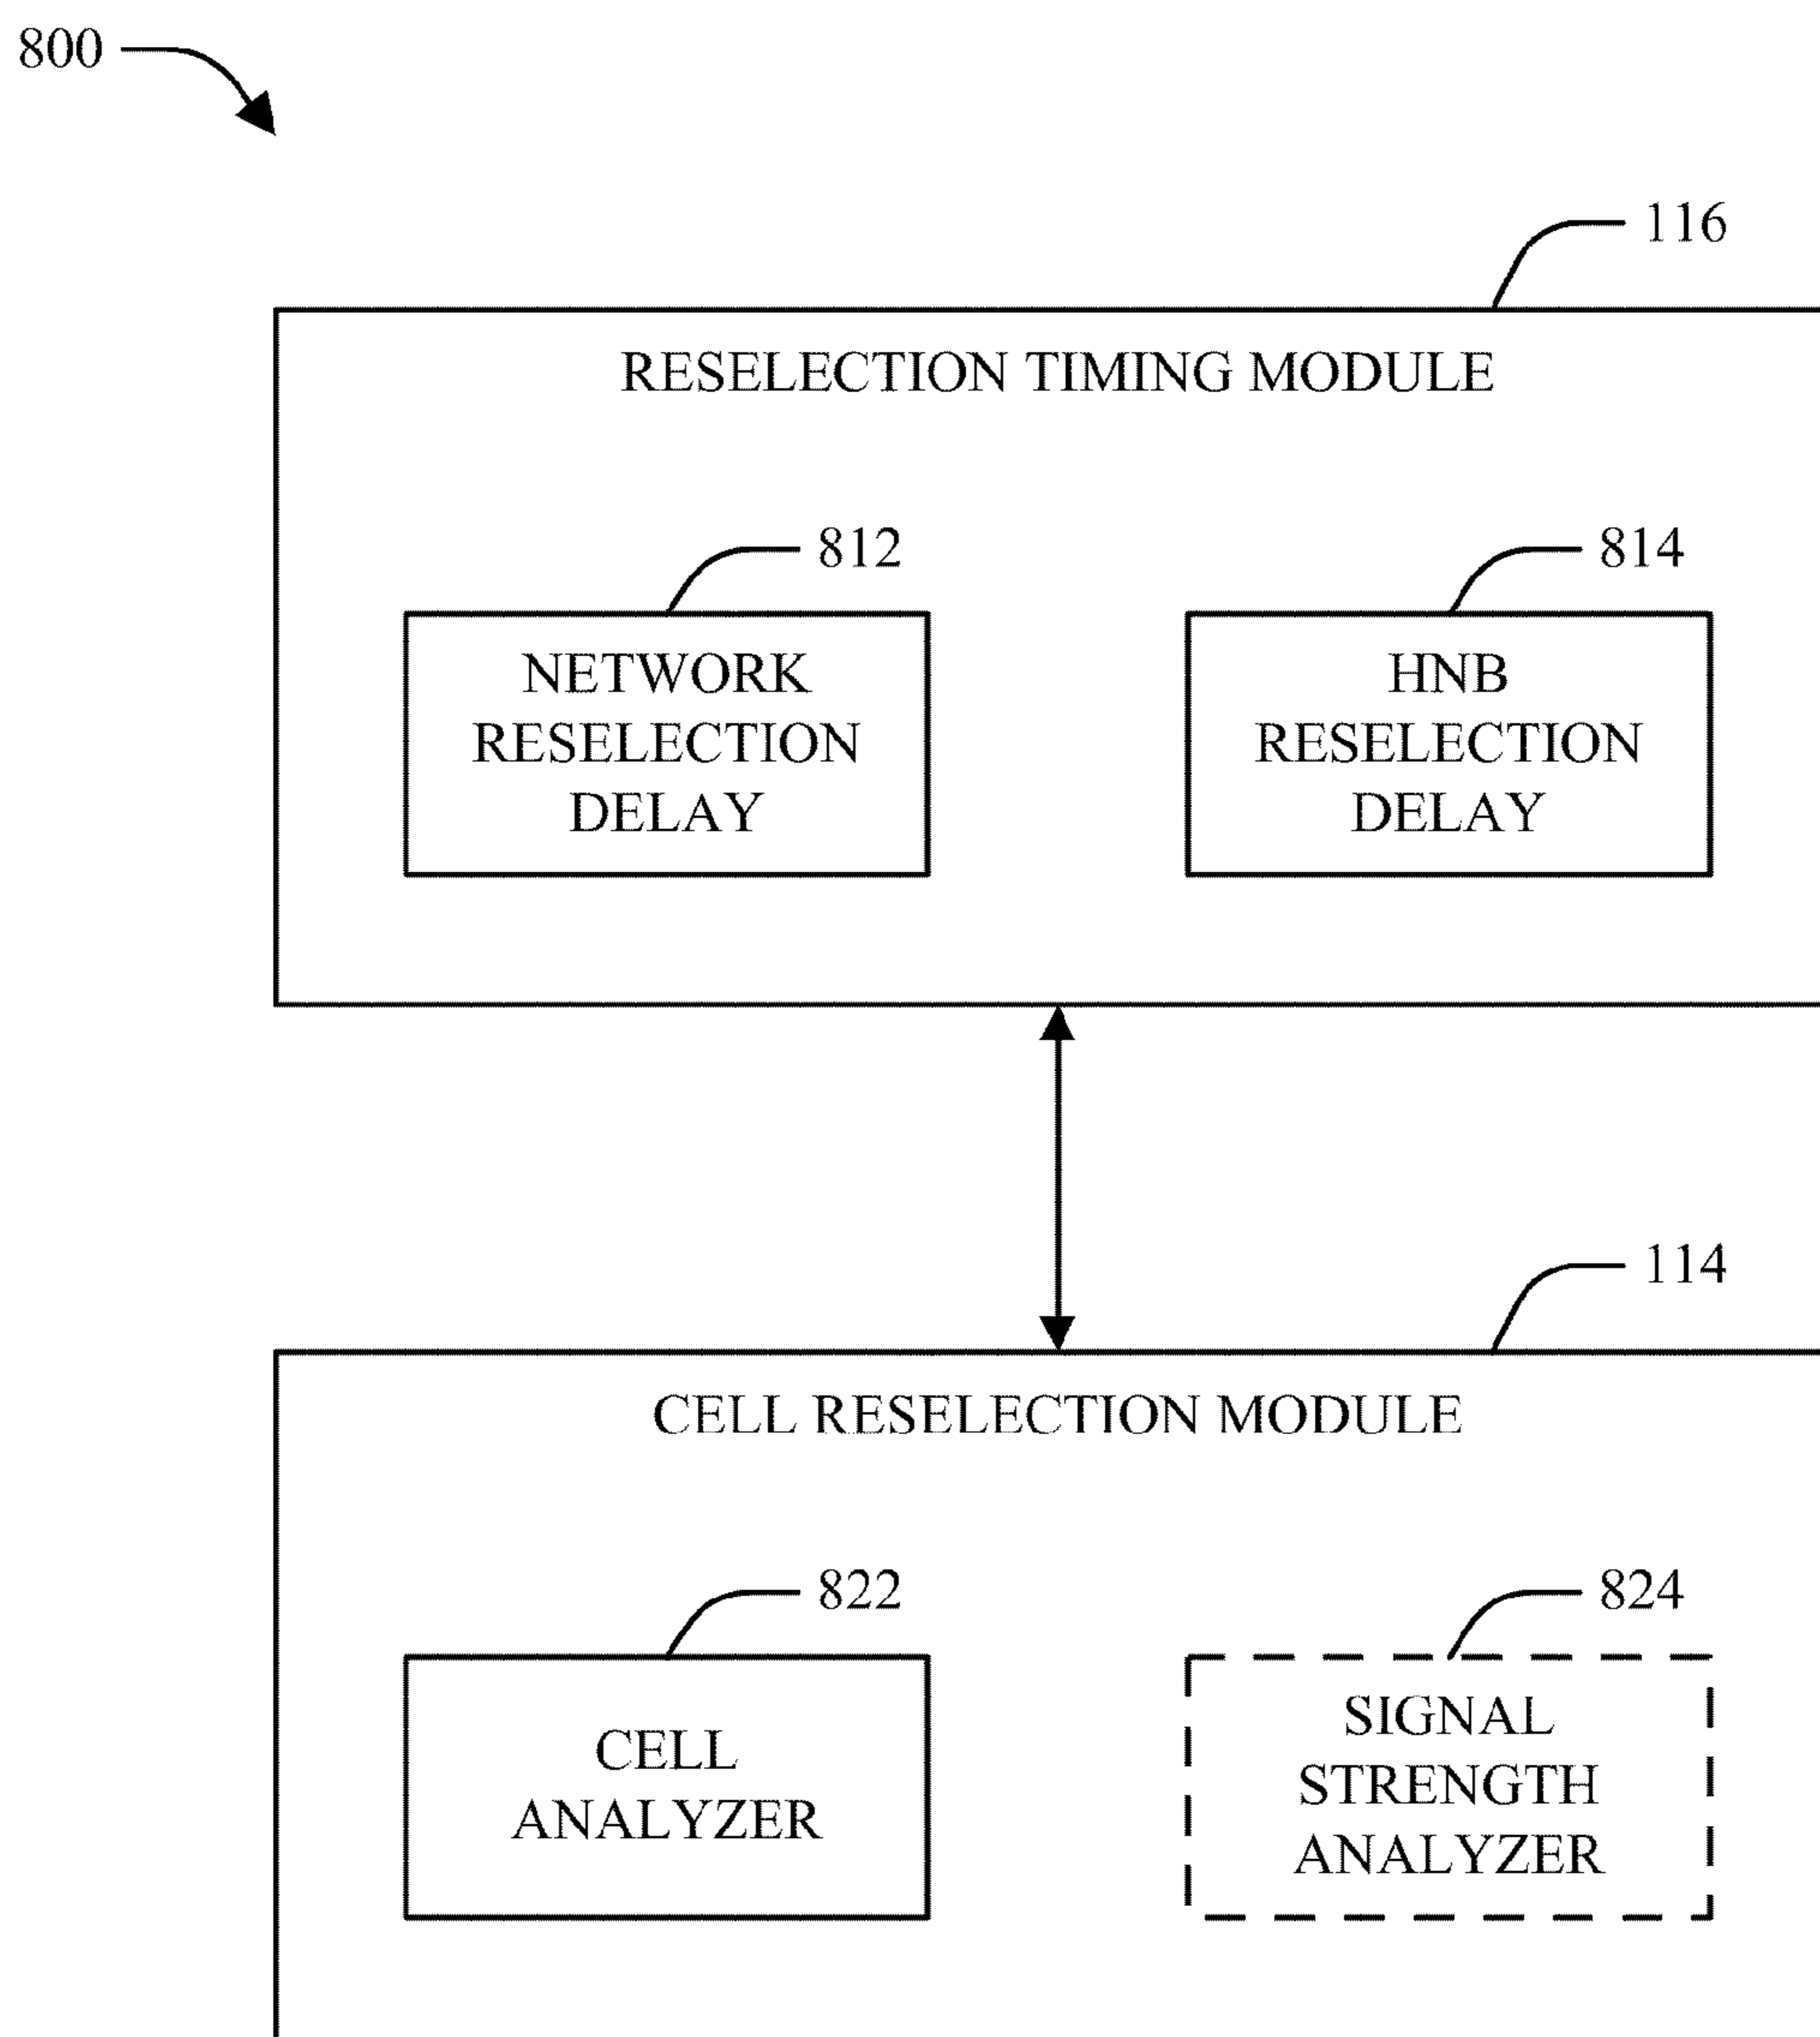 800
116
RESELECTION TIMING MODULE
812
814
NETWORK
RESELECTION
DELAY
HNB
RESELECTION
DELAY
114
CELL RESELECTION MODULE
822
824
CELL
ANALYZER
SIGNAL
STRENGTH
ANALYZER